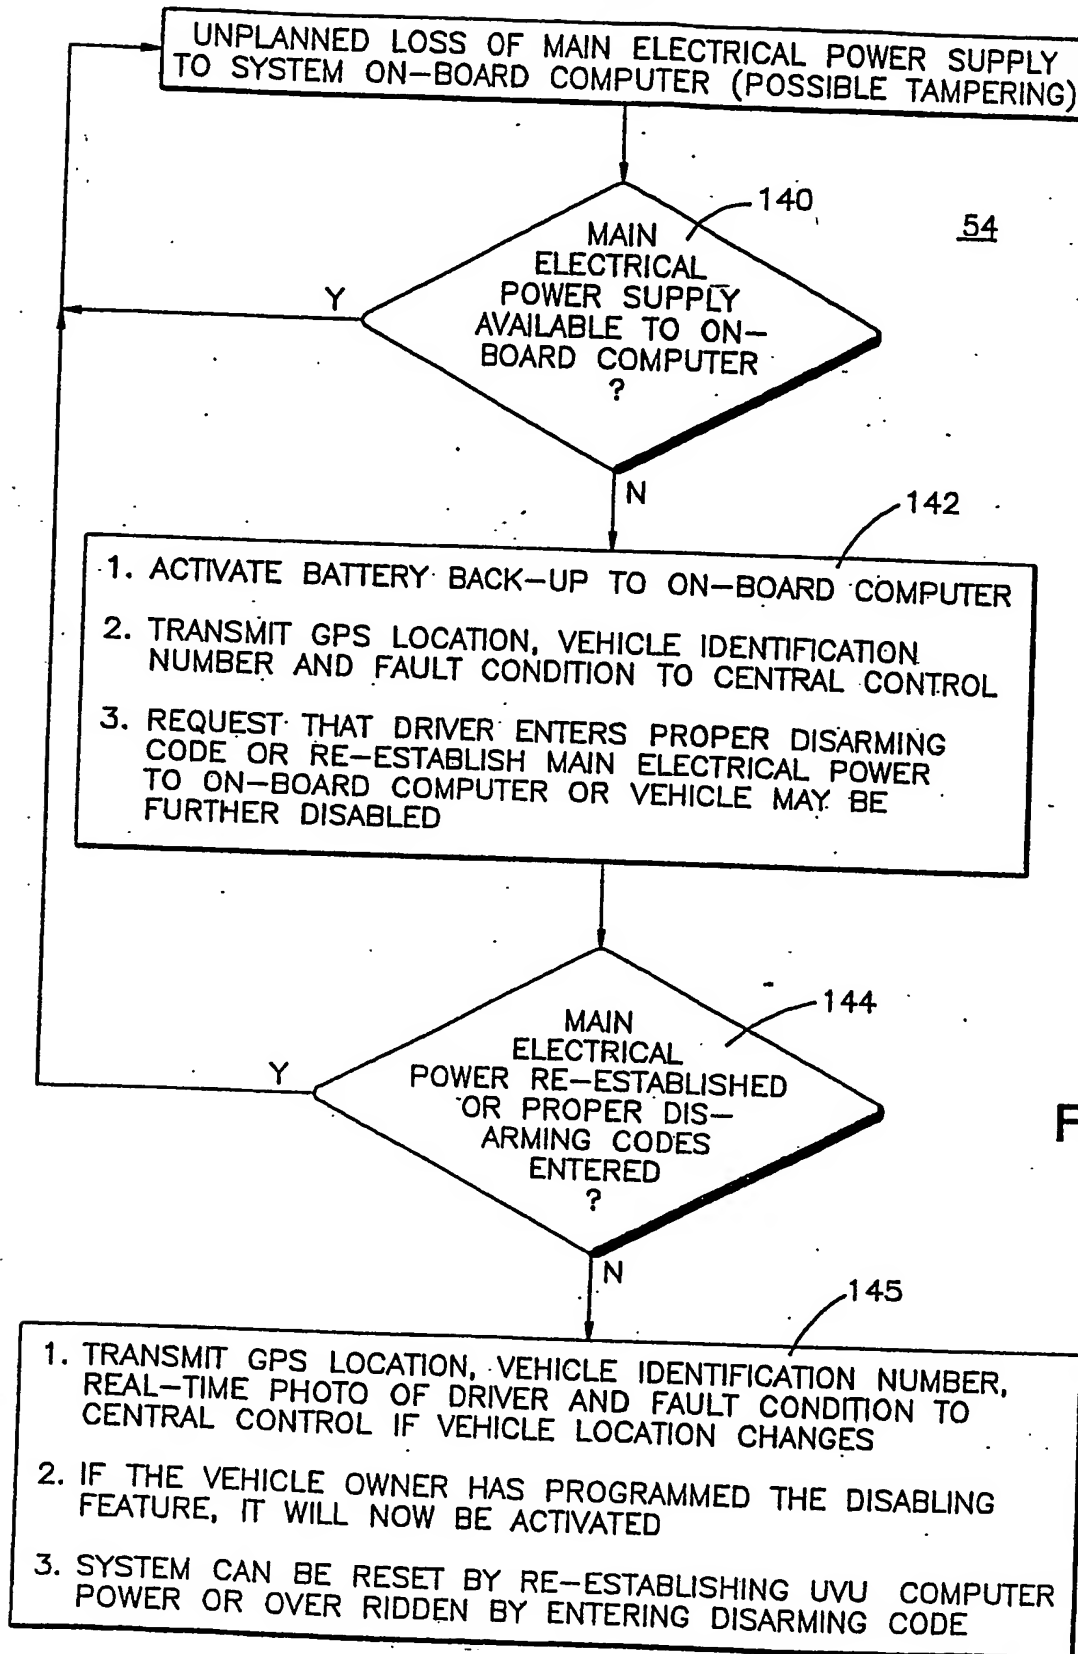 UNPLANNED LOSS OF MAIN ELECTRICAL POWER SUPPLY
TO SYSTEM ON-BOARD COMPUTER (POSSIBLE TAMPERING)
140
54
MAIN
ELECTRICAL
POWER SUPPLY
AVAILABLE TO ON-
BOARD COMPUTER
?
Y
N
142
1. ACTIVATE BATTERY BACK-UP TO ON-BOARD COMPUTER
2. TRANSMIT GPS LOCATION, VEHICLE IDENTIFICATION
NUMBER AND FAULT CONDITION TO CENTRAL CONTROL
3. REQUEST THAT DRIVER ENTERS PROPER DISARMING
CODE OR RE-ESTABLISH MAIN ELECTRICAL POWER
TO ON-BOARD COMPUTER OR VEHICLE MAY BE
FURTHER DISABLED
144
MAIN
ELECTRICAL
POWER RE-ESTABLISHED
OR PROPER DIS-
ARMING CODES
ENTERED
?
Y
F
N
145
1. TRANSMIT GPS LOCATION, VEHICLE IDENTIFICATION NUMBER,
REAL-TIME PHOTO OF DRIVER AND FAULT CONDITION TO
CENTRAL CONTROL IF VEHICLE LOCATION CHANGES
2. IF THE VEHICLE OWNER HAS PROGRAMMED THE DISABLING
FEATURE, IT WILL NOW BE ACTIVATED
3. SYSTEM CAN BE RESET BY RE-ESTABLISHING UVU COMPUTER
POWER OR OVER RIDDEN BY ENTERING DISARMING CODE